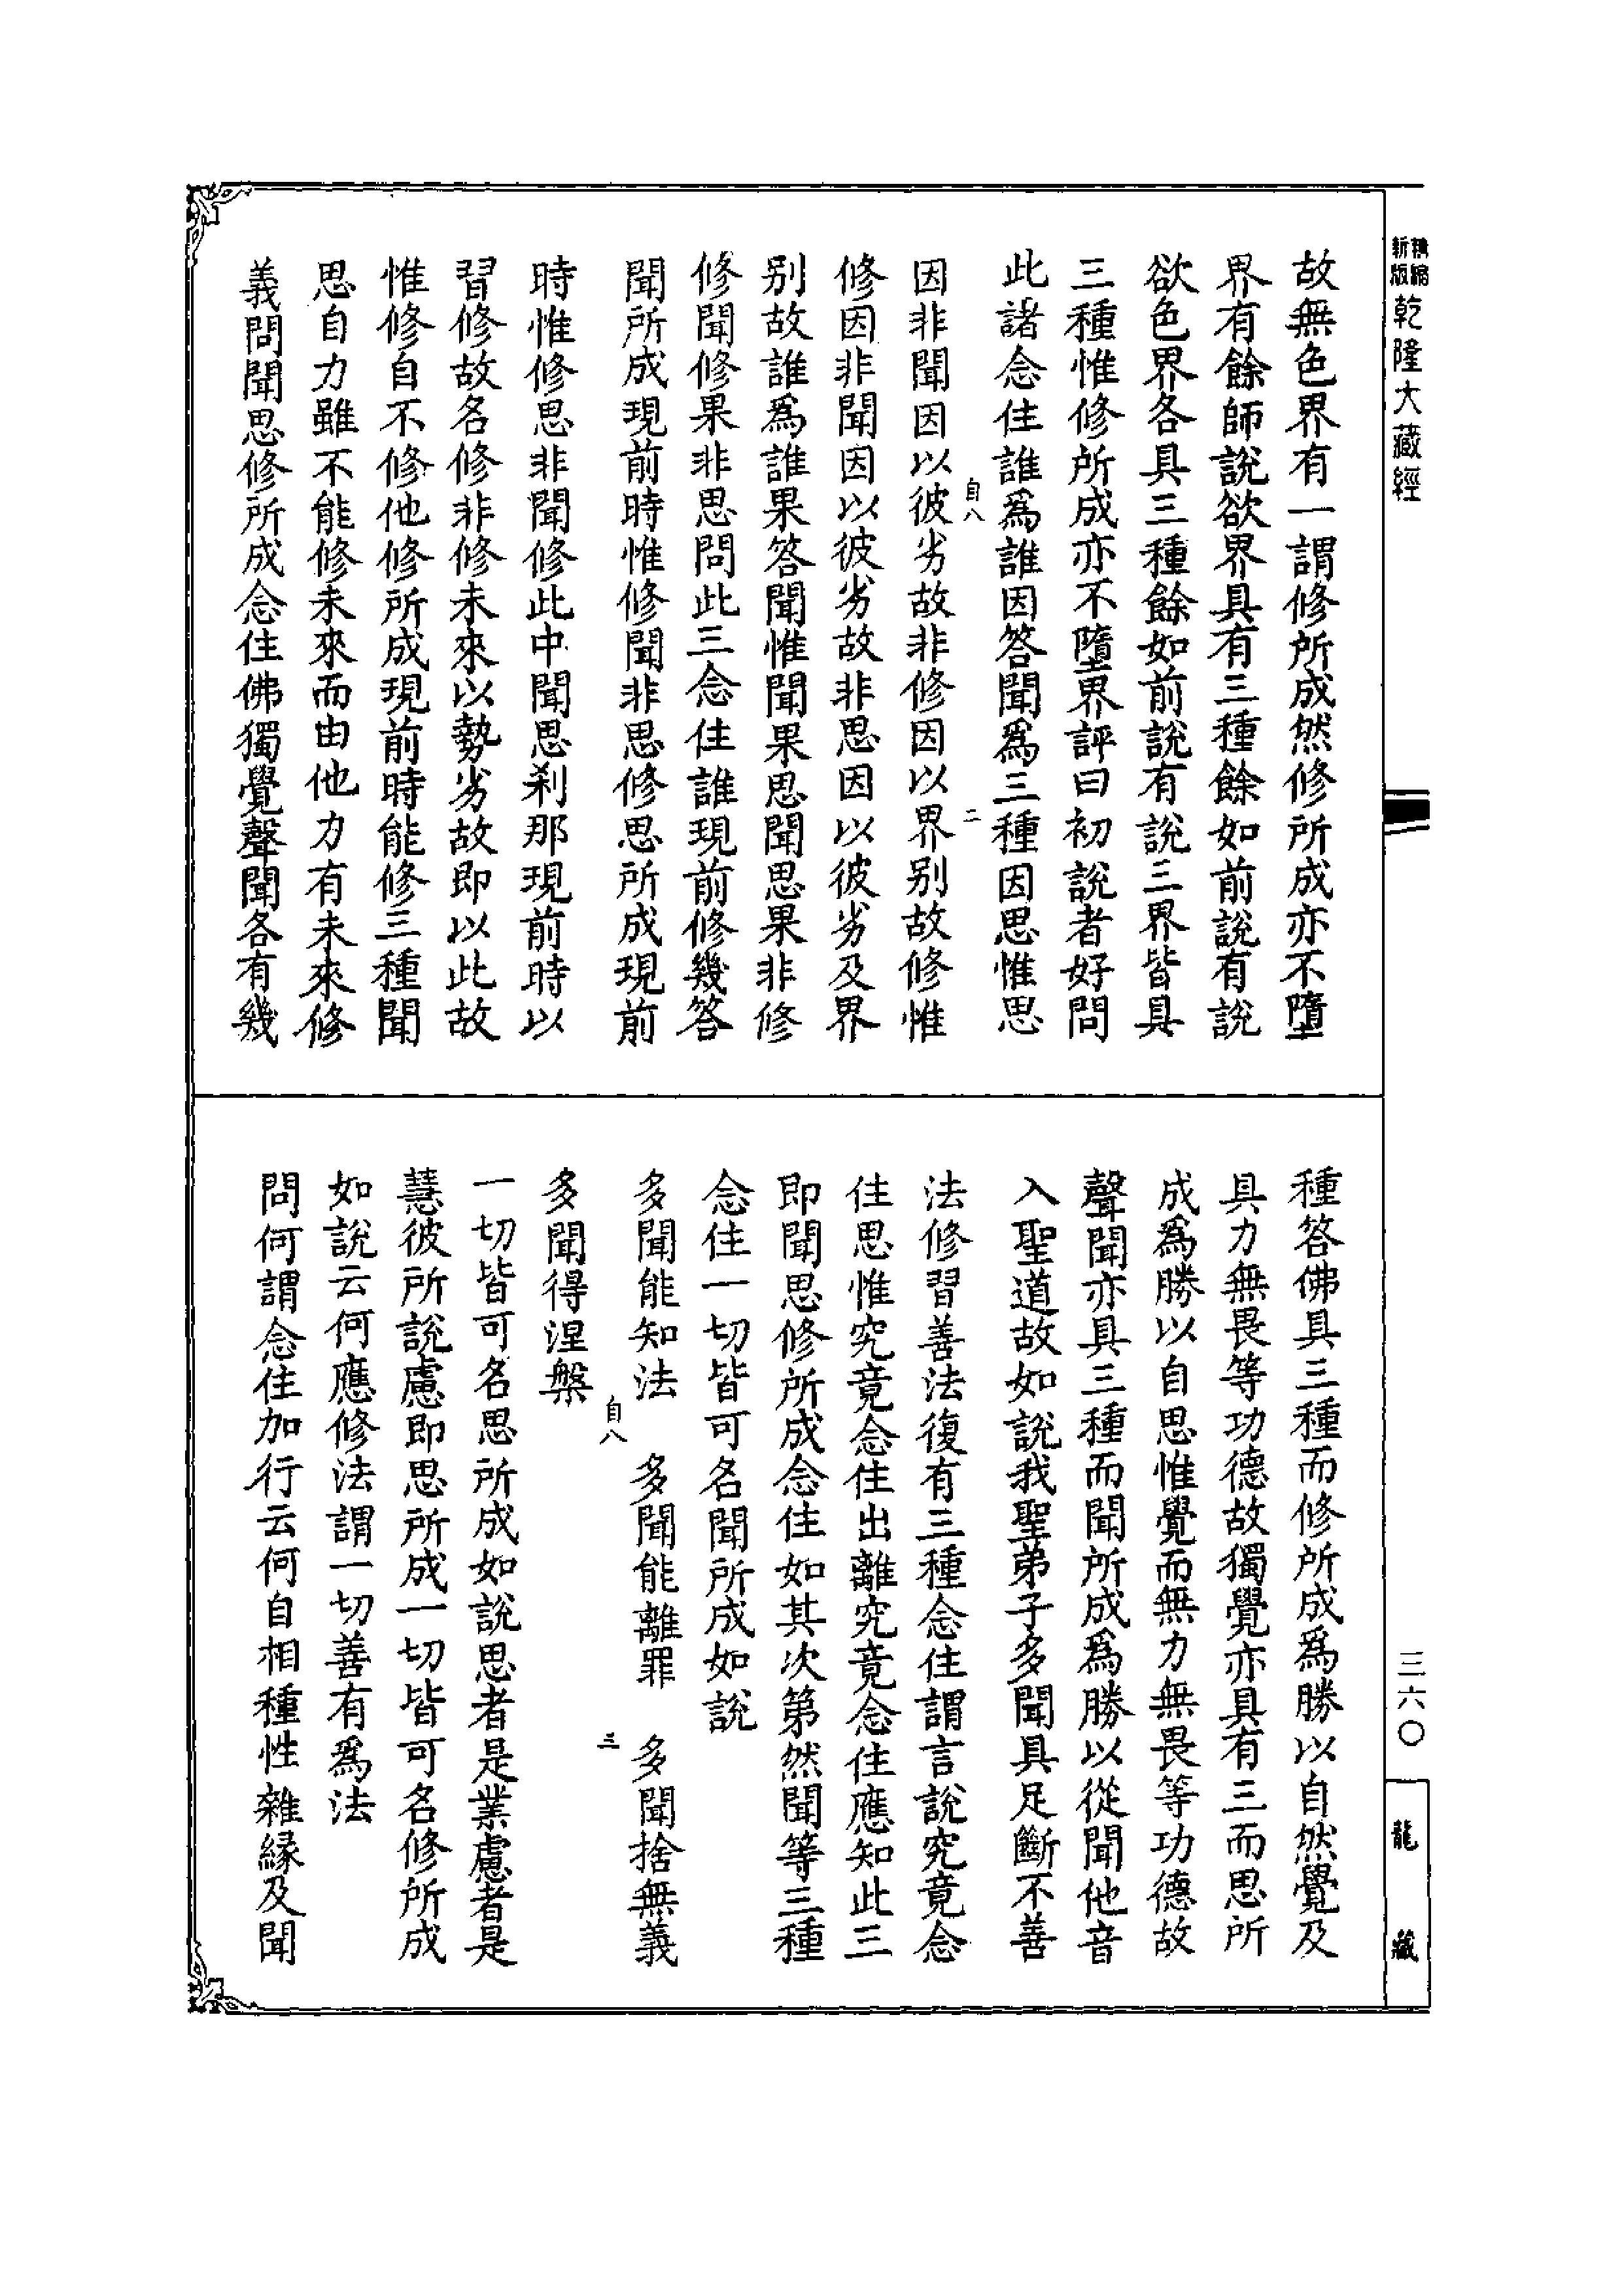 精縮新版乾隆大藏經
故無色界有一謂修所成然修所成亦不墮
界有餘師說欲界具有三種餘如前說有說
欲色界各具三種餘如前說有說三界皆具
三種惟修所成亦不墮界評曰初說者好問
此諸念住誰爲誰因答聞爲三種因思惟思
自八 二
因非聞因以彼劣故非修因以界别故修惟
修因非聞因以彼劣故非思因以彼劣及界
别故誰爲誰果答聞惟聞果思聞思果非修
修聞修果非思問此三念住誰現前修幾答
聞所成現前時惟修聞非思修思所成現前
時惟修思非聞修此中聞思刹那現前時以
習修故名修非修未來以勢劣故即以此故
惟修自不修他修所成現前時能修三種聞
思自力雖不能修未來而由他力有未來修
義問聞思修所成念住佛獨覺聲聞各有幾
種答佛具三種而修所成爲勝以自然覺及
具力無畏等功德故獨覺亦具有三而思所
成爲勝以自思惟覺而無力無畏等功德故
聲聞亦具三種而聞所成爲勝以從聞他音
入聖道故如說我聖弟子多聞具足斷不善
法修習善法復有三種念住謂言說究竟念
住思惟究竟念住出離究竟念住應知此三
即聞思修所成念住如其次第然聞等三種
念住一切皆可名聞所成如說
多聞能知法 多聞能離罪 多聞捨無義
自八 三
多聞得涅槃
一切皆可名思所成如說思者是業慮者是
慧彼所說慮即思所成一切皆可名修所成
如說云何應修法謂一切善有爲法
問何謂念住加行云何自相種性雜緣及聞
三六〇
龍藏